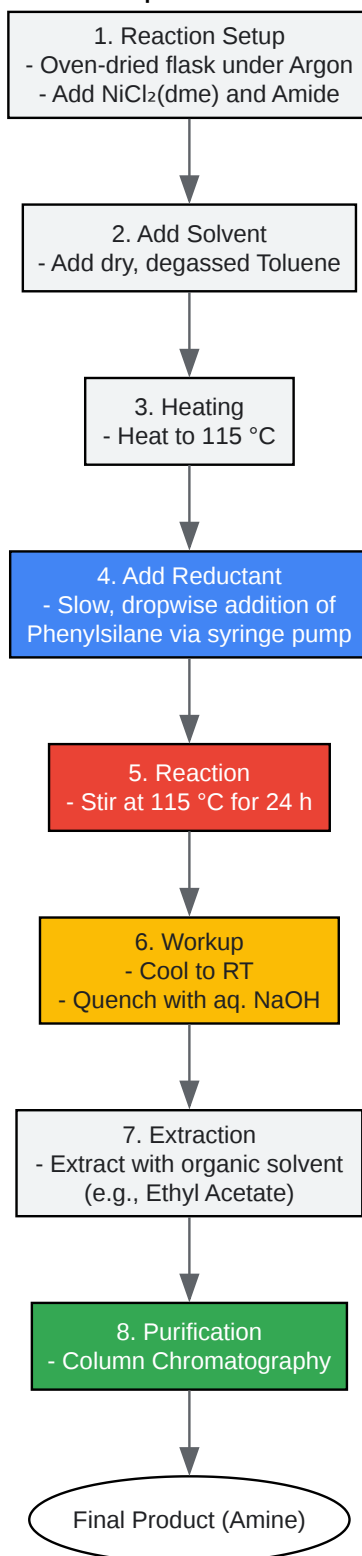 1. Reaction Setup
- Oven-dried flask under Argon
- Add NiCl₂(dme) and Amide
2. Add Solvent
- Add dry, degassed Toluene
3. Heating
- Heat to 115 °C
4. Add Reductant
- Slow, dropwise addition of
Phenylsilane via syringe pump
5. Reaction
- Stir at 115 °C for 24 h
6. Workup
- Cool to RT
- Quench with aq. NaOH
7. Extraction
- Extract with organic solvent
(e.g., Ethyl Acetate)
8. Purification
- Column Chromatography
Final Product (Amine)